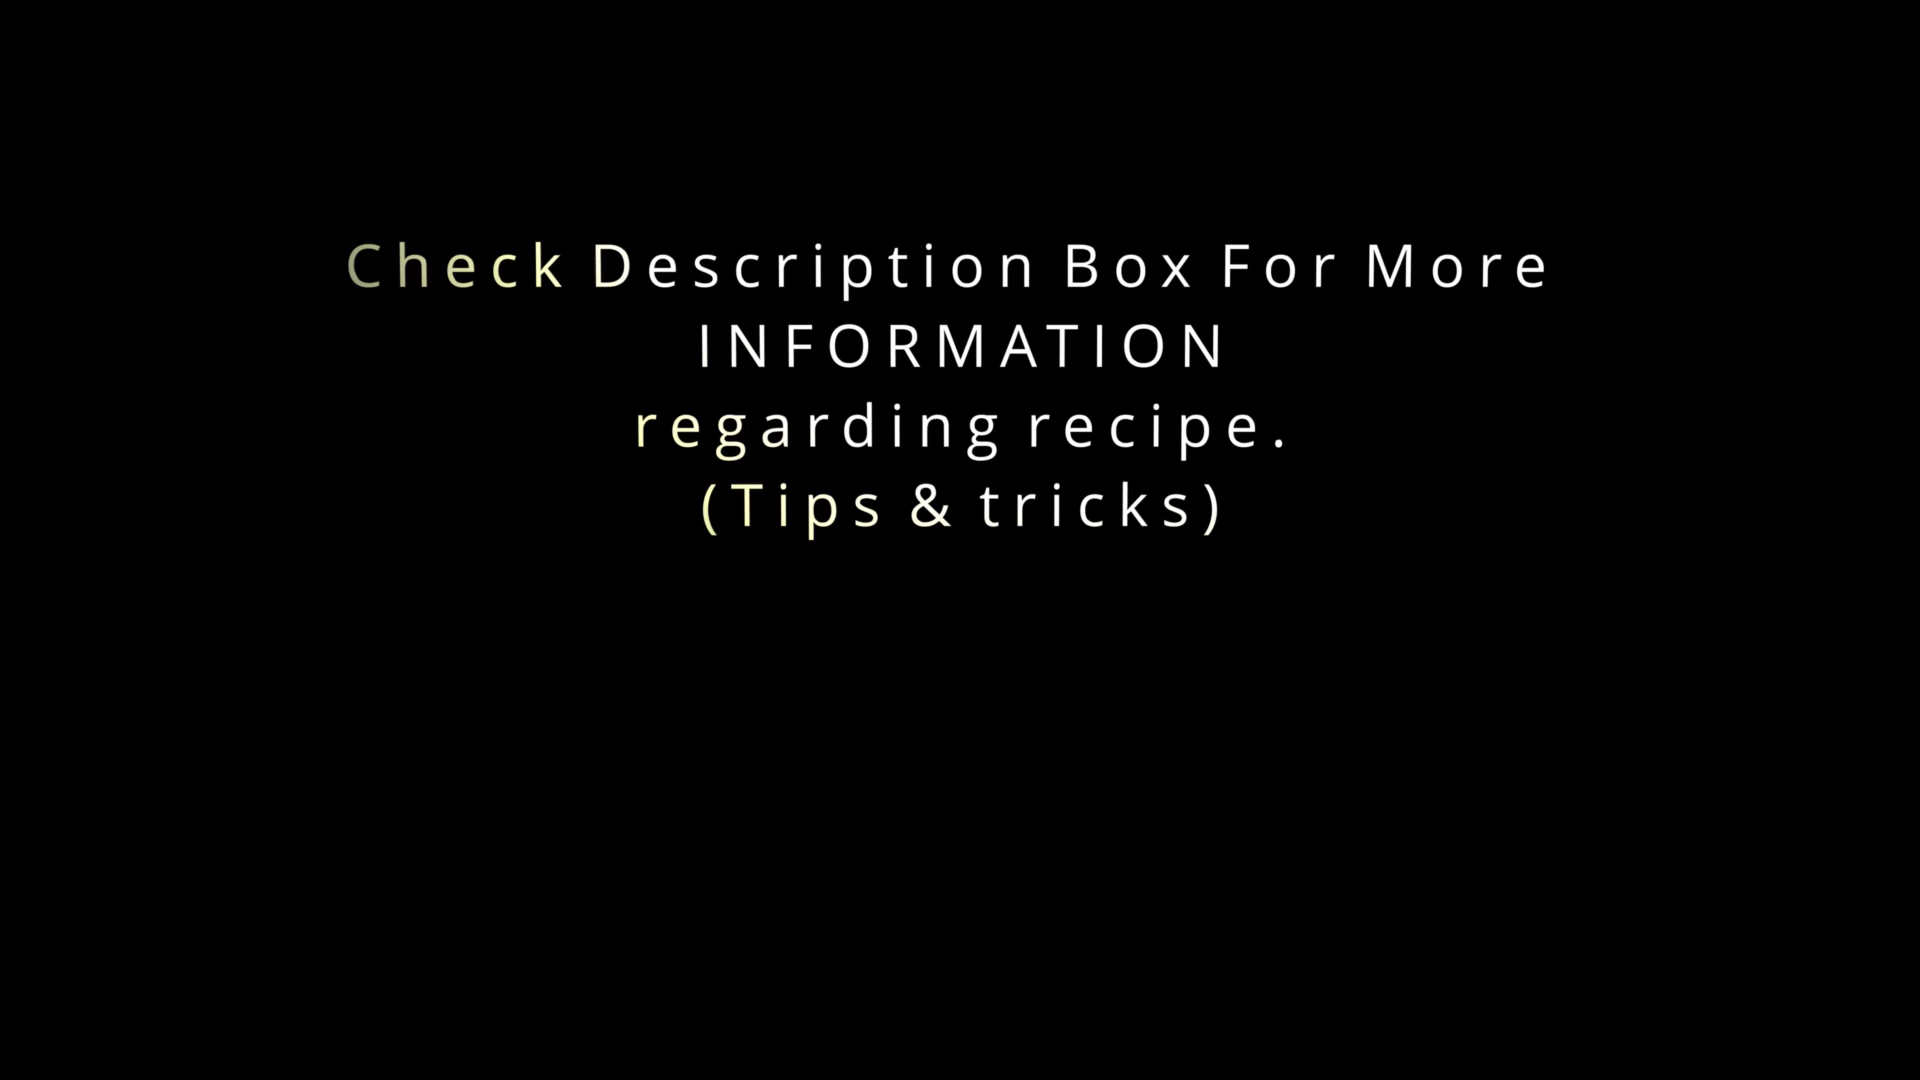 Check Description Box For More
INFORMATION
regarding recipe.
(Tips & tricks)